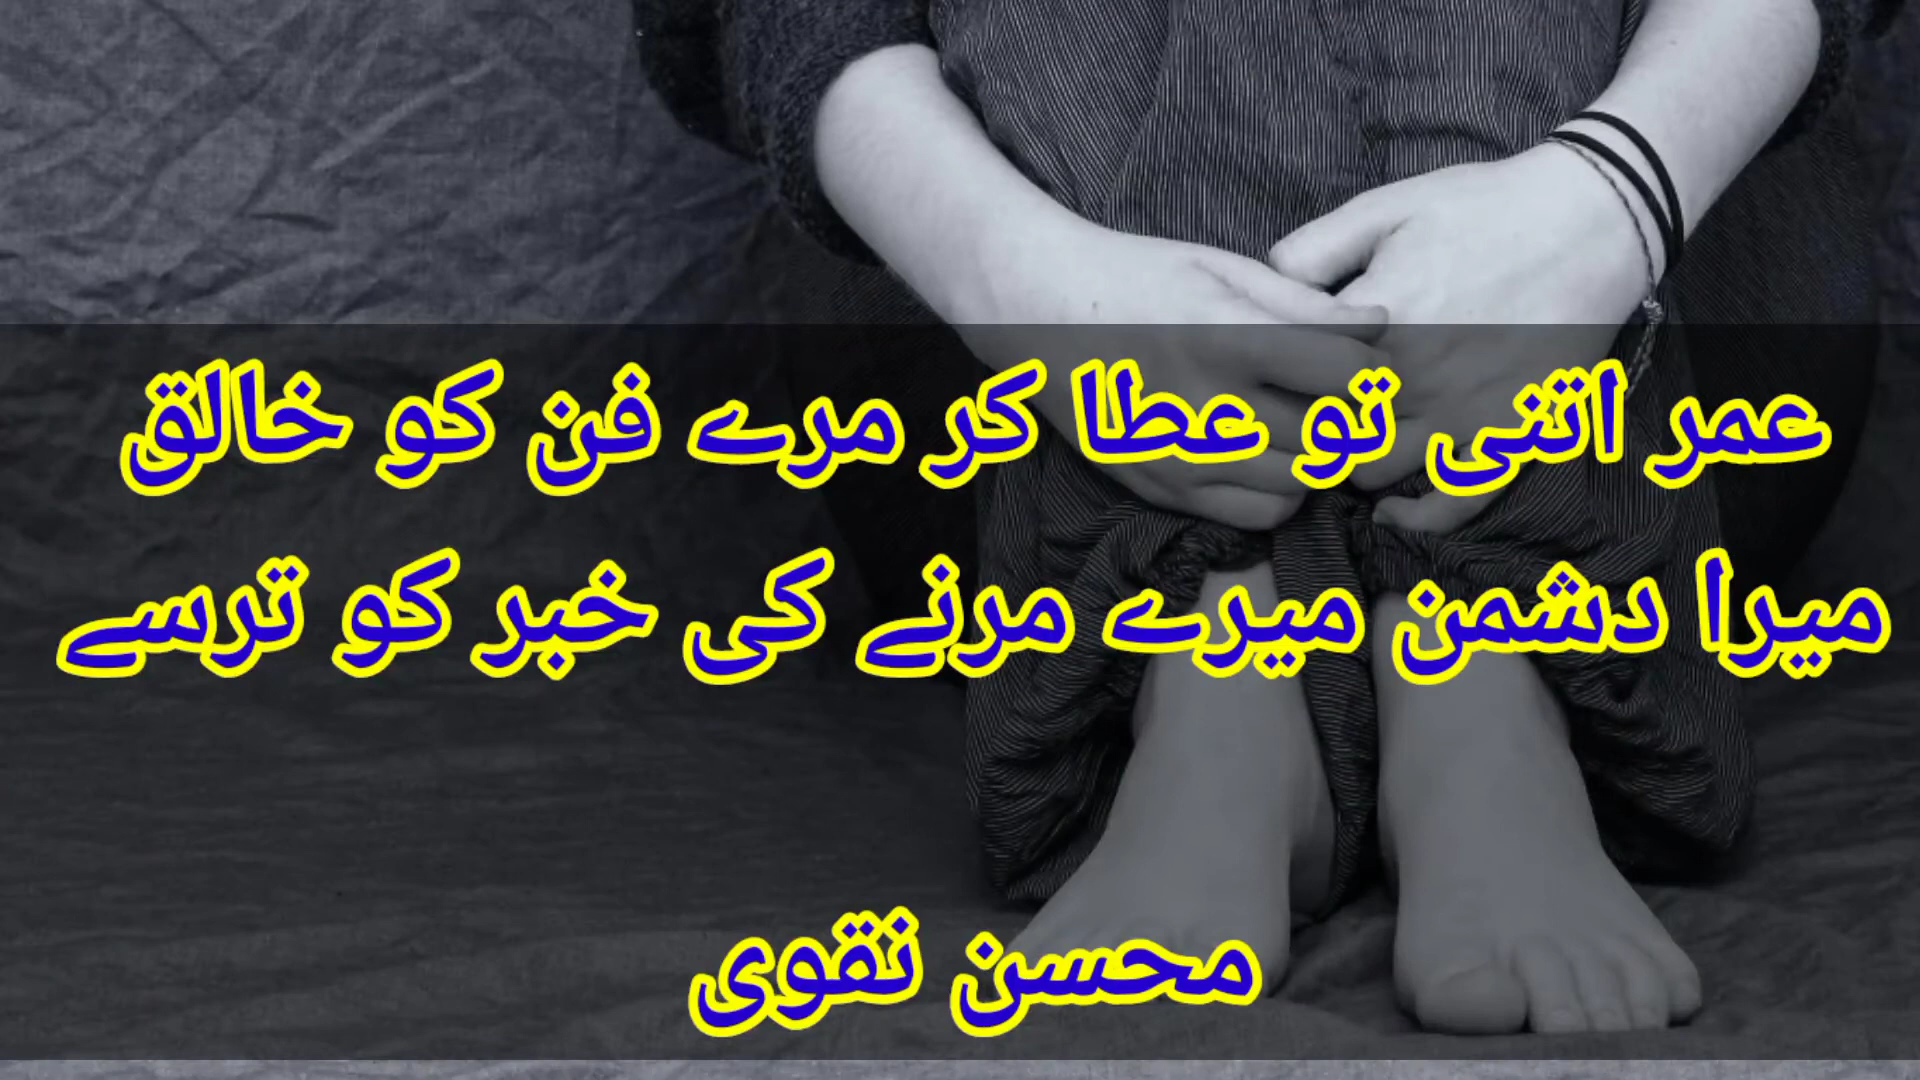 عمر اتنی تو عطا کر مرے فن کو خالق
میرا دشمن میرے مرنے کی خبر کو ترسے
محسن نقوی